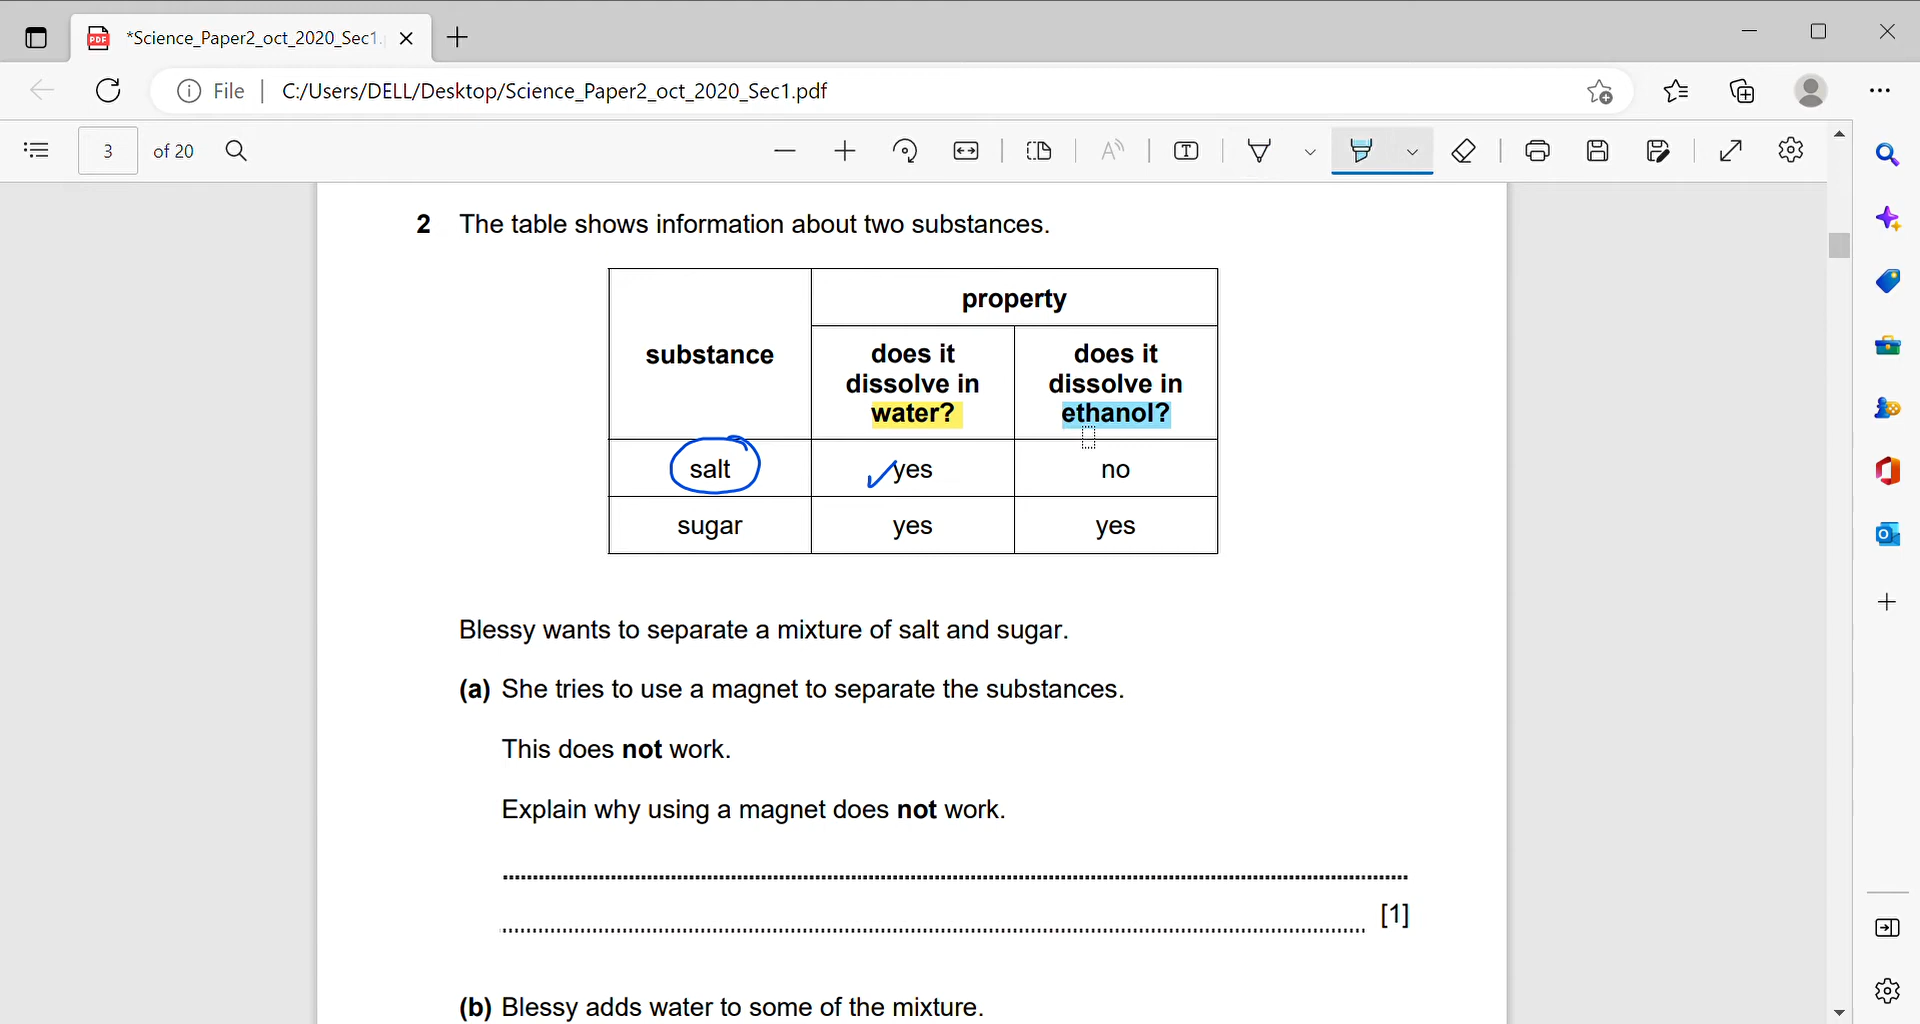 *Science_Paper2_oct_2020_Sec1.
File
C:/Users/DELL/Desktop/Science_Paper2_oct_2020_Sec1.pdf
3 of 20
2 The table shows information about two substances.
property
substance
does it dissolve in water?
does it dissolve in ethanol?
salt yes no
sugar yes yes
Blessy wants to separate a mixture of salt and sugar.
(a) She tries to use a magnet to separate the substances.
This does not work.
Explain why using a magnet does not work.
[1]
(b) Blessy adds water to some of the mixture.